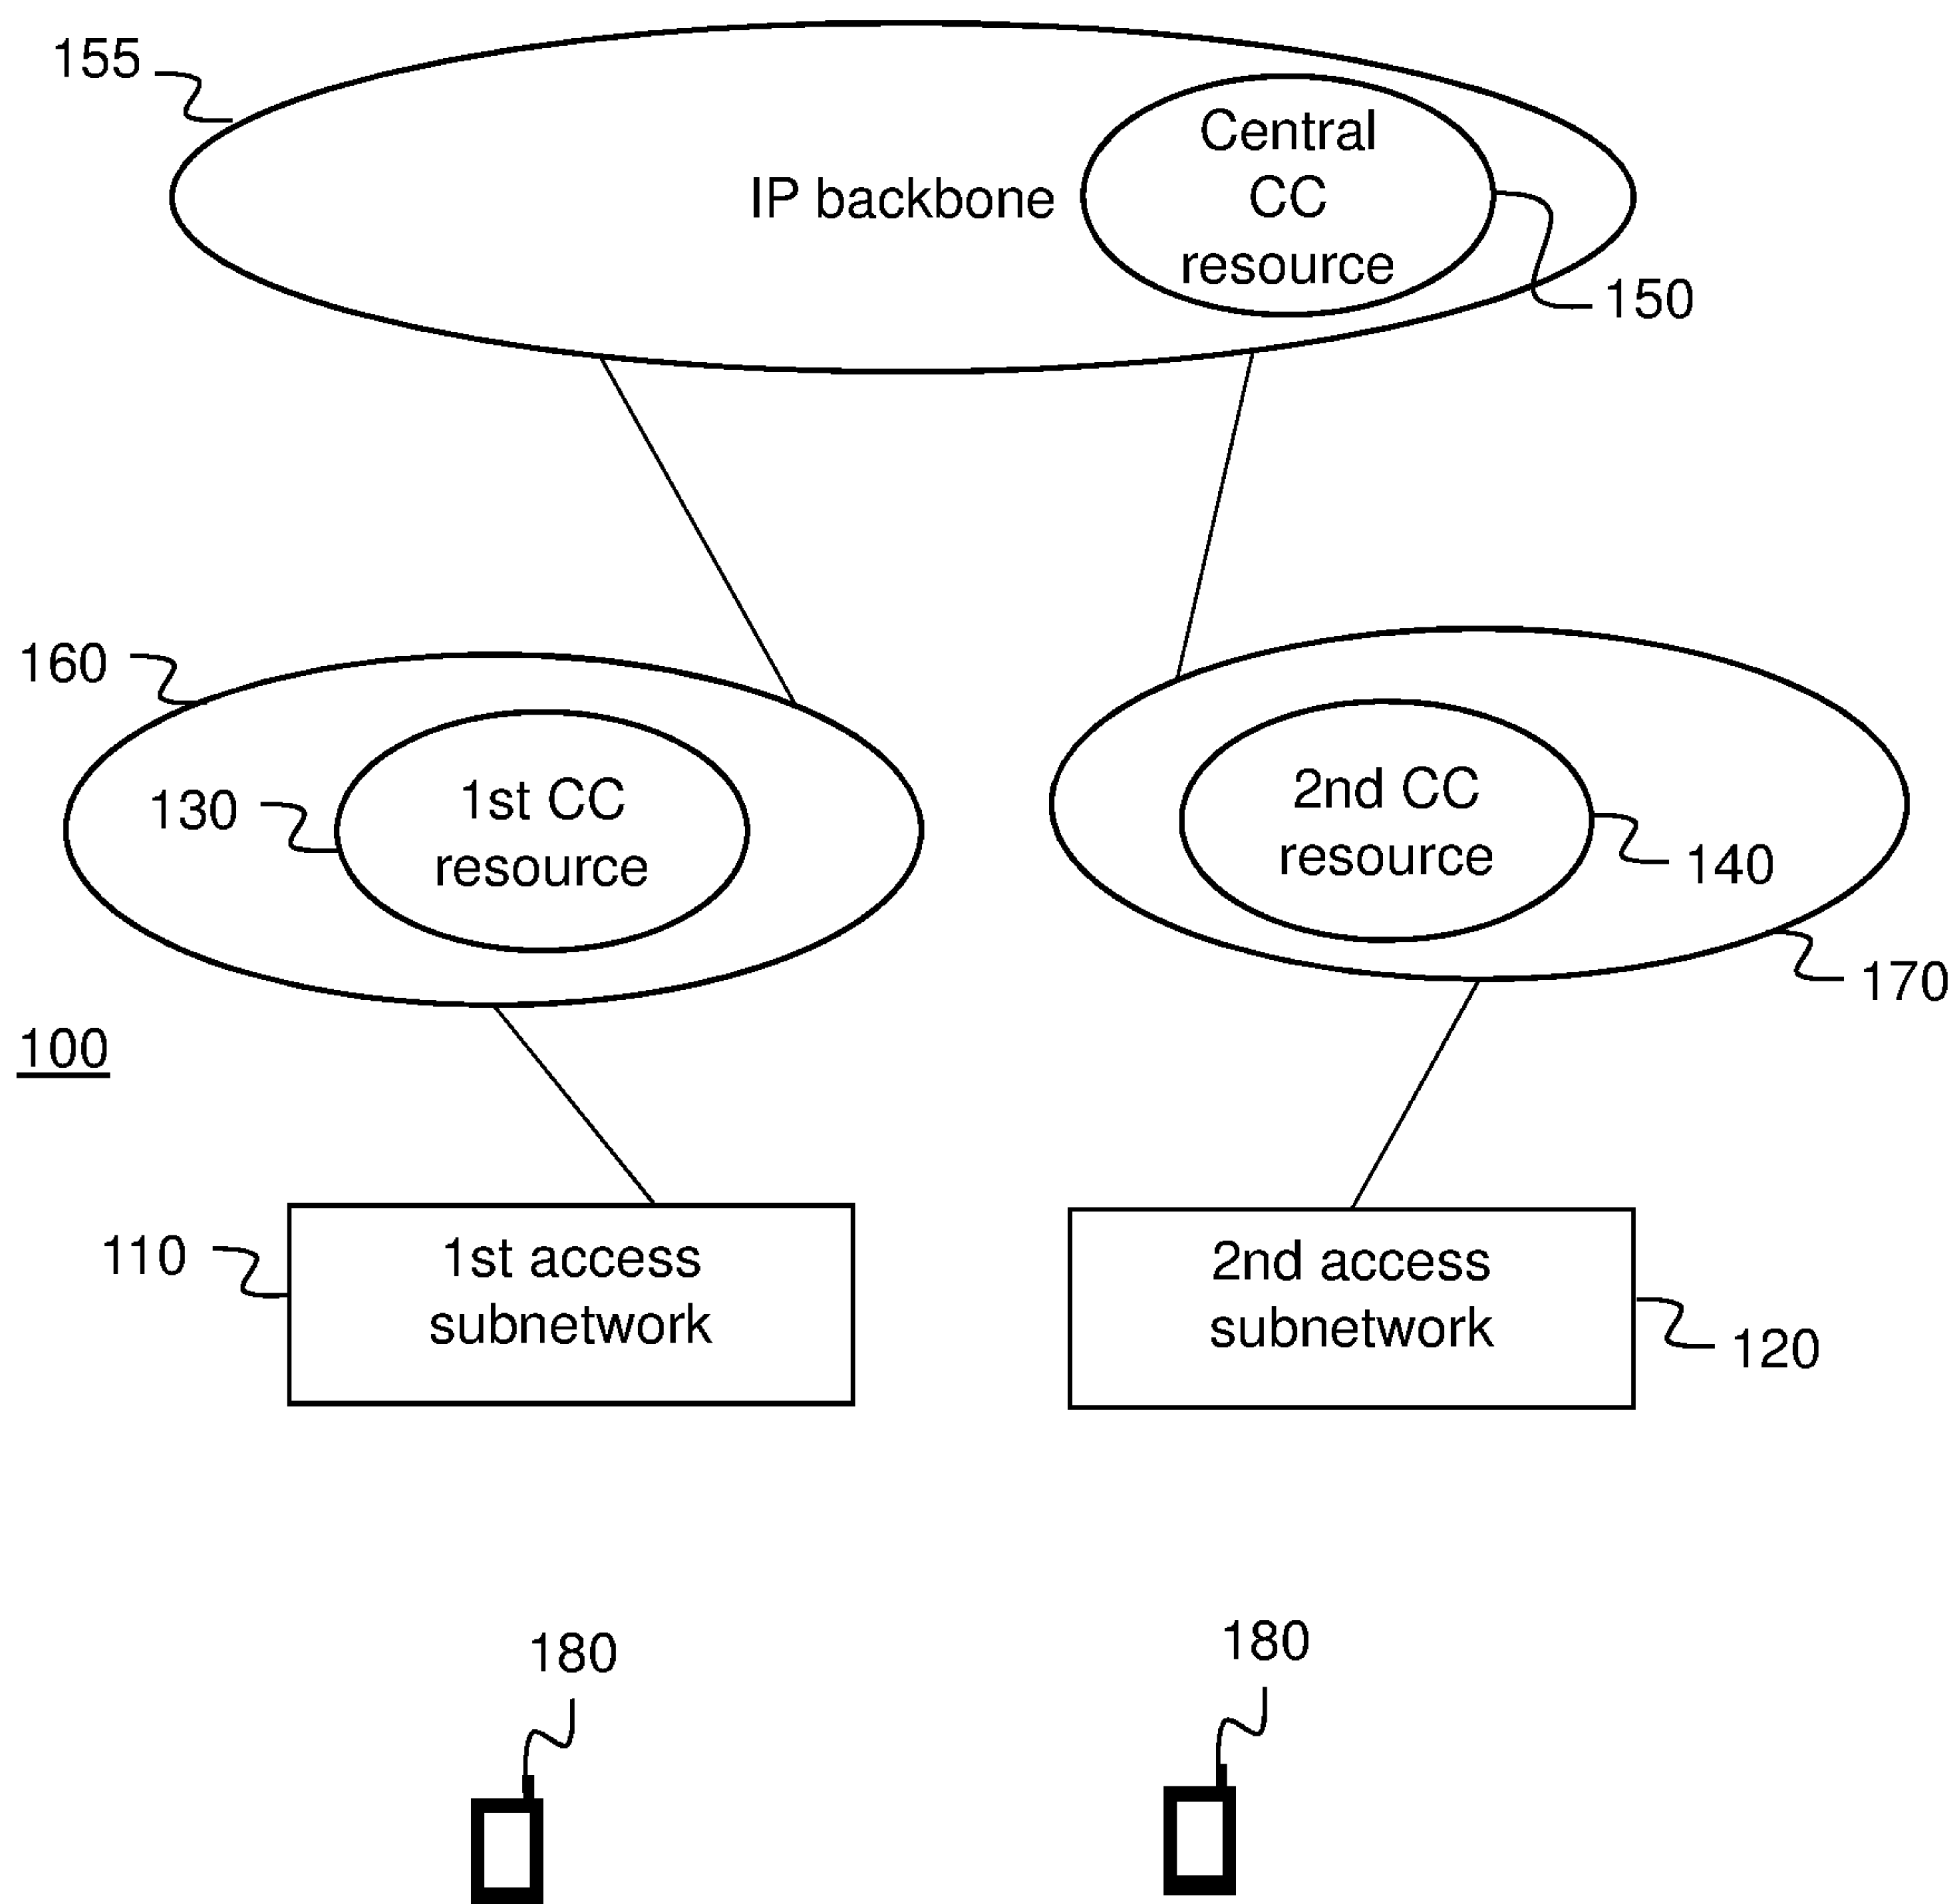 155
Central
CC
resource
IP backbone
150
160
130
1st CC
resource
2nd CC
resource
140
170
100
110
1st access
subnetwork
2nd access
subnetwork
120
180
180